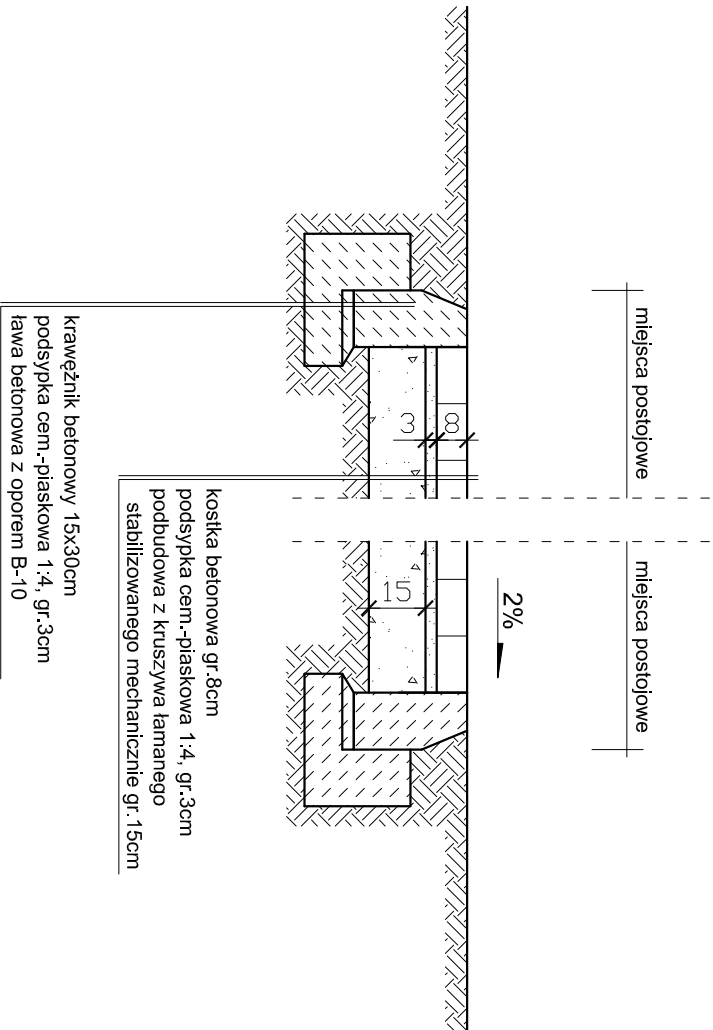 miejsca postojowe
miejsca postojowe
2%
8
3
15
kostka betonowa gr.8cm
podsypka cem.-piaskowa 1:4, gr.3cm
podbudowa z kruszywa łamanego
stabilizowanego mechanicznie gr.15cm
krawężnik betonowy 15x30cm
podsypka cem.-piaskowa 1:4, gr.3cm
ława betonowa z oporem B-10